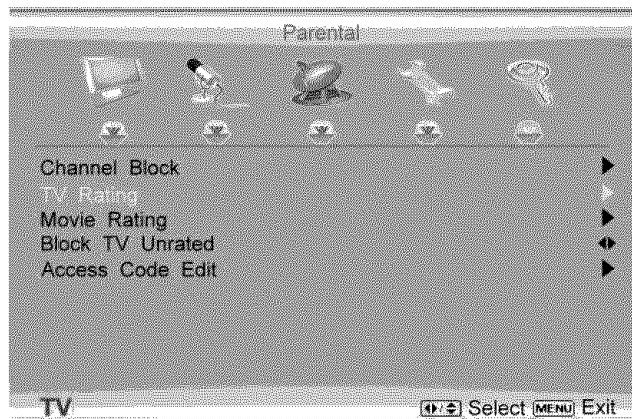 Parental
Channel Block
TV Rating
Movie Rating
Block TV Unrated
Access Code Edit
TV Select MENU Exit